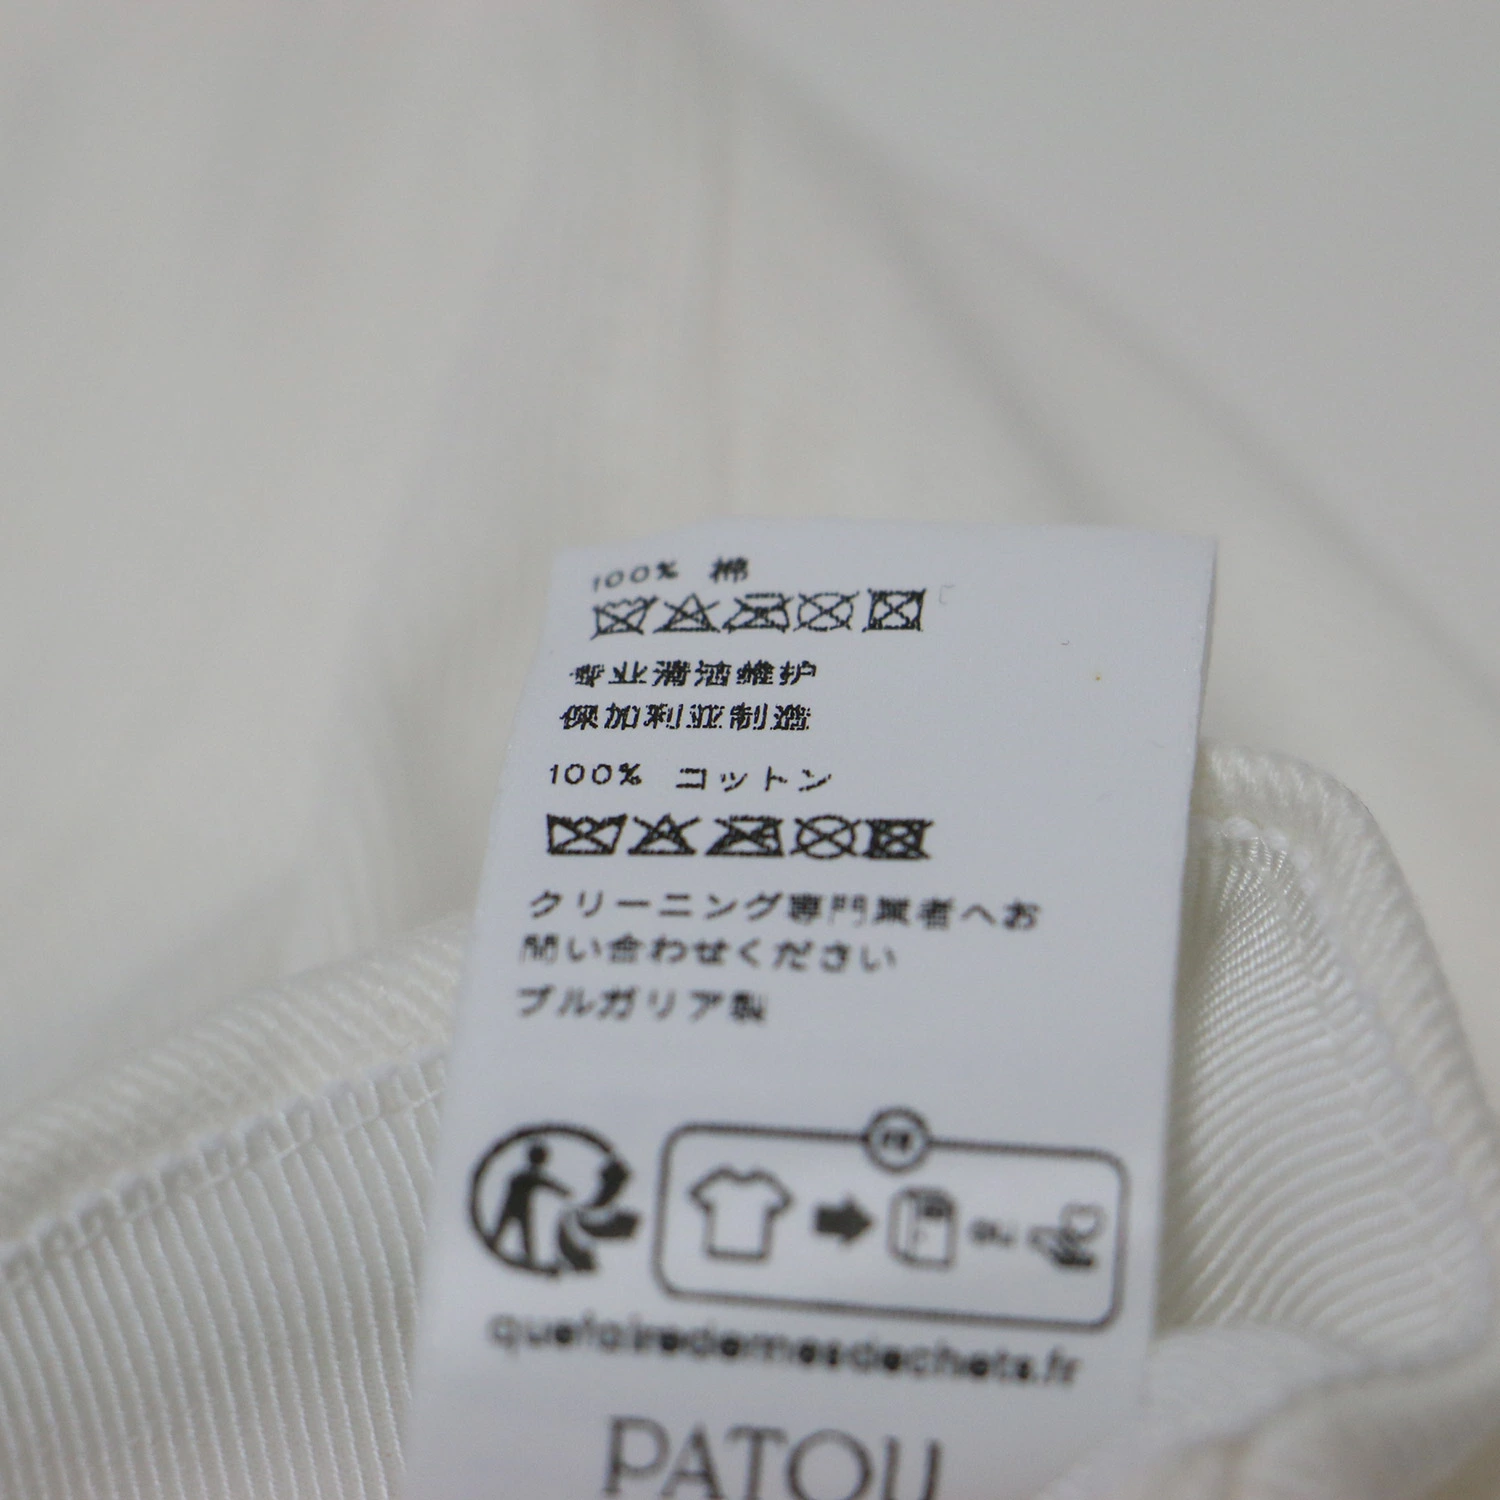 100% 棉
专业清洁维护
保加利亚制造
100% コットン
クリーニング専門業者へお
問い合わせください
ブルガリア製
FR
quefairedemesdechets.fr
PATOU